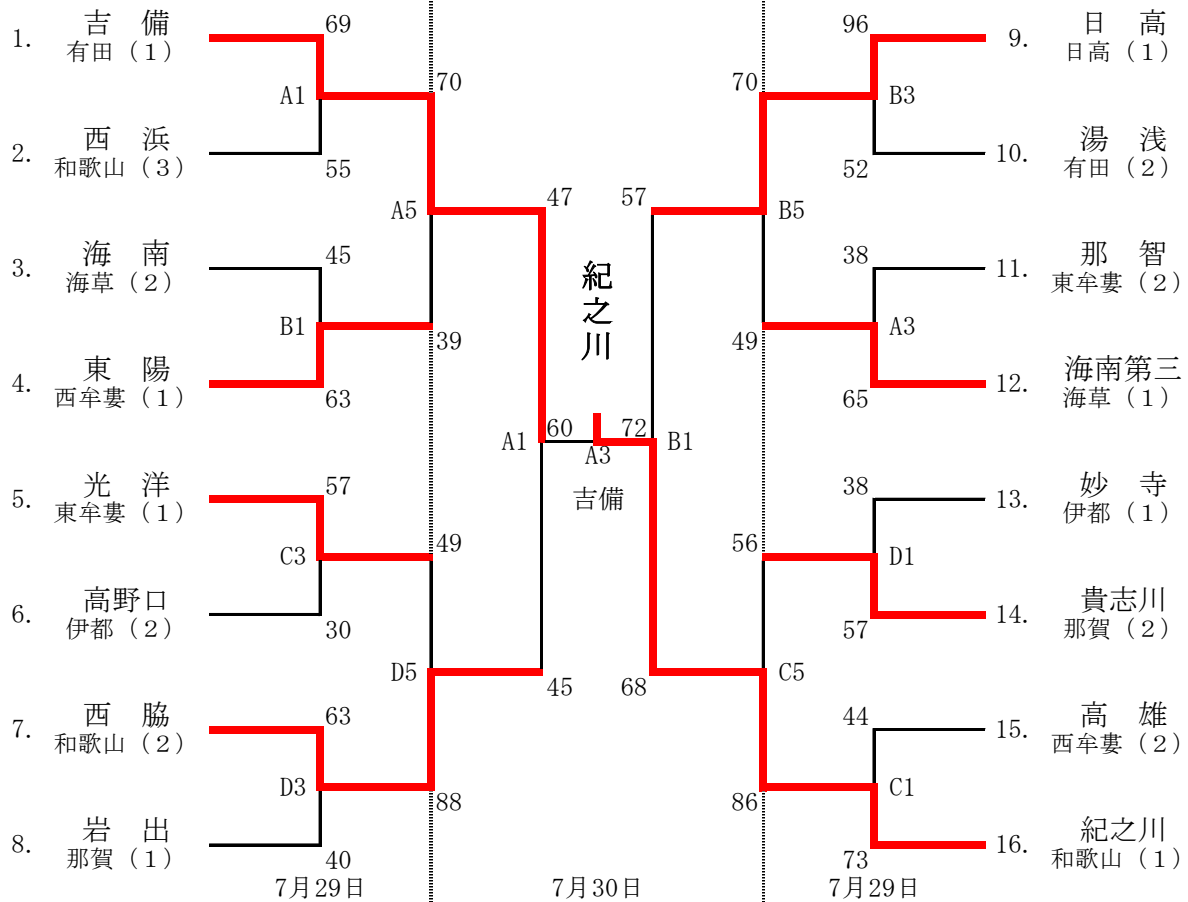 1. 吉　備
有田（1）
69
A1
2. 西　浜
和歌山（3）
55
70
A5
3. 海　南
海草（2）
45
B1
39
4. 東　陽
西牟婁（1）
63
47
A1
5. 光　洋
東牟婁（1）
57
C3
49
6. 高野口
伊都（2）
30
D5
45
7. 西　脇
和歌山（2）
63
D3
88
8. 岩　出
那賀（1）
40
紀之川
60
72
A3
吉備
96
9. 日　高
日高（1）
B3
70
52
10. 湯　浅
有田（2）
57
B5
38
11. 那　智
東牟婁（2）
A3
49
65
12. 海南第三
海草（1）
B1
38
13. 妙　寺
伊都（1）
56
D1
57
14. 貴志川
那賀（2）
68
C5
44
15. 高　雄
西牟婁（2）
86
C1
73
16. 紀之川
和歌山（1）
7月29日
7月30日
7月29日